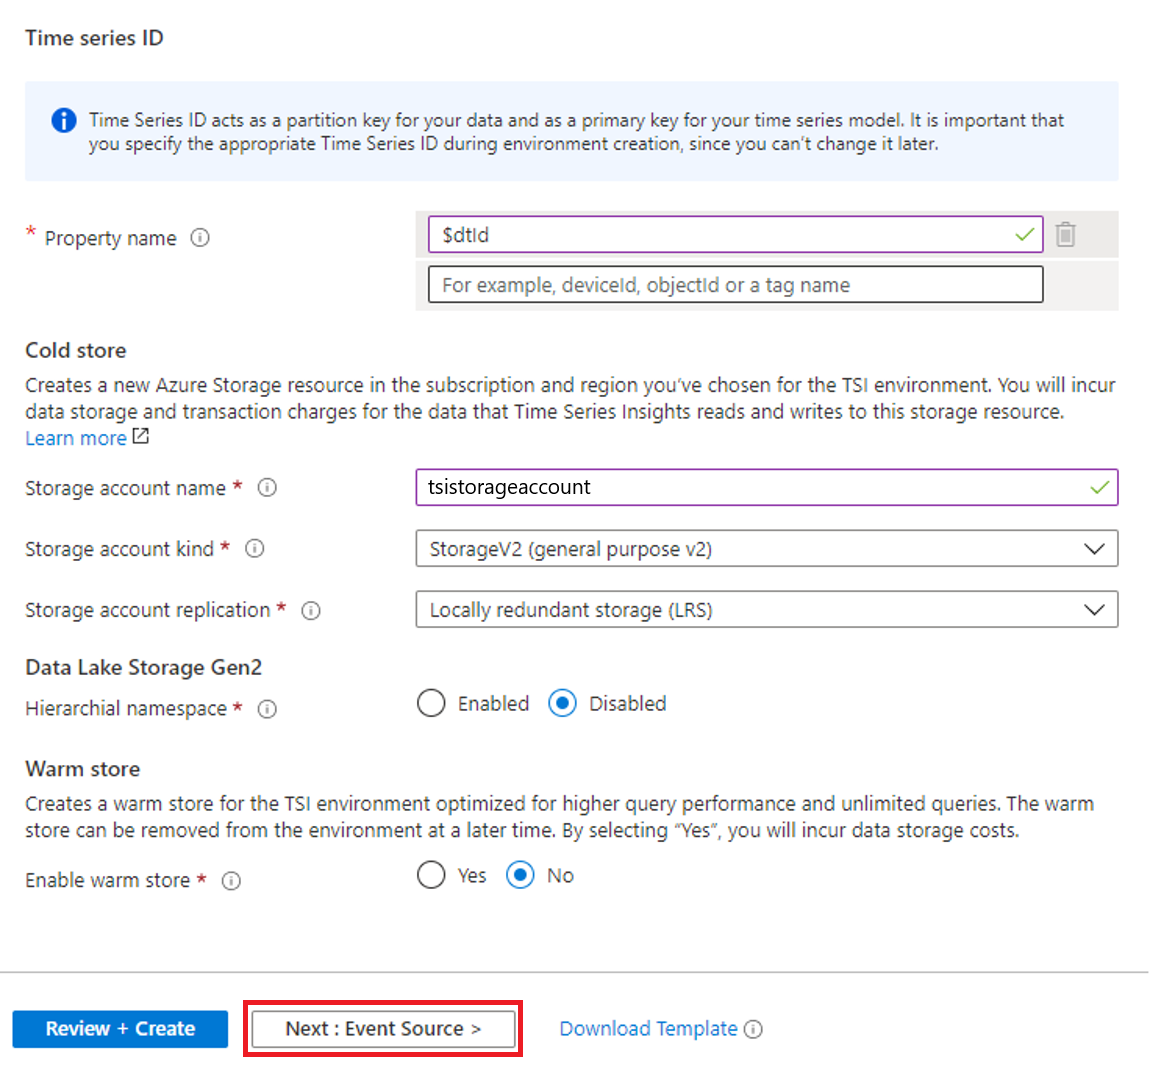 Time series ID
Time Series ID acts as a partition key for your data and as a primary key for your time series model. It is important that
you specify the appropriate Time Series ID during environment creation, since you can't change it later.
* Property name
$dtId
For example, deviceId, objectId or a tag name
Cold store
Creates a new Azure Storage resource in the subscription and region you've chosen for the TSI environment. You will incur
data storage and transaction charges for the data that Time Series Insights reads and writes to this storage resource.
Learn more
Storage account name *
tsistorageaccount
Storage account kind *
StorageV2 (general purpose v2)
Storage account replication *
Locally redundant storage (LRS)
Data Lake Storage Gen2
Hierarchial namespace *
Enabled
Disabled
Warm store
Creates a warm store for the TSI environment optimized for higher query performance and unlimited queries. The warm
store can be removed from the environment at a later time. By selecting “Yes”, you will incur data storage costs.
Enable warm store *
Yes
No
Review + Create
Next : Event Source >
Download Template